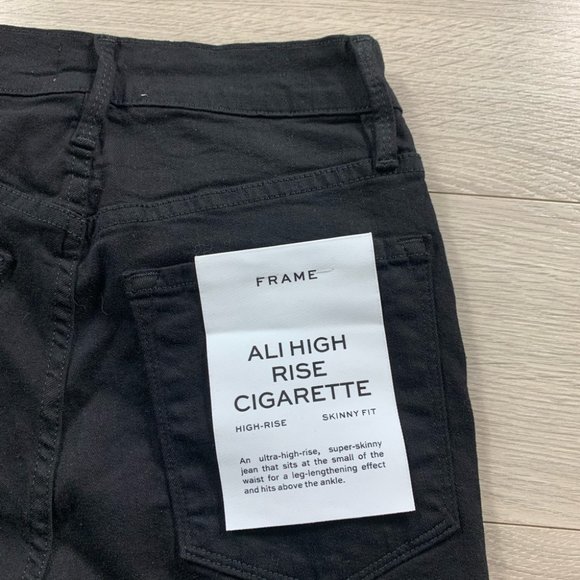 FRAME
ALI HIGH
RISE
CIGARETTE
HIGH-RISE SKINNY FIT
An ultra-high-rise, super-skinny
jean that sits at the small of the
waist for a leg-lengthening effect
and hits above the ankle.